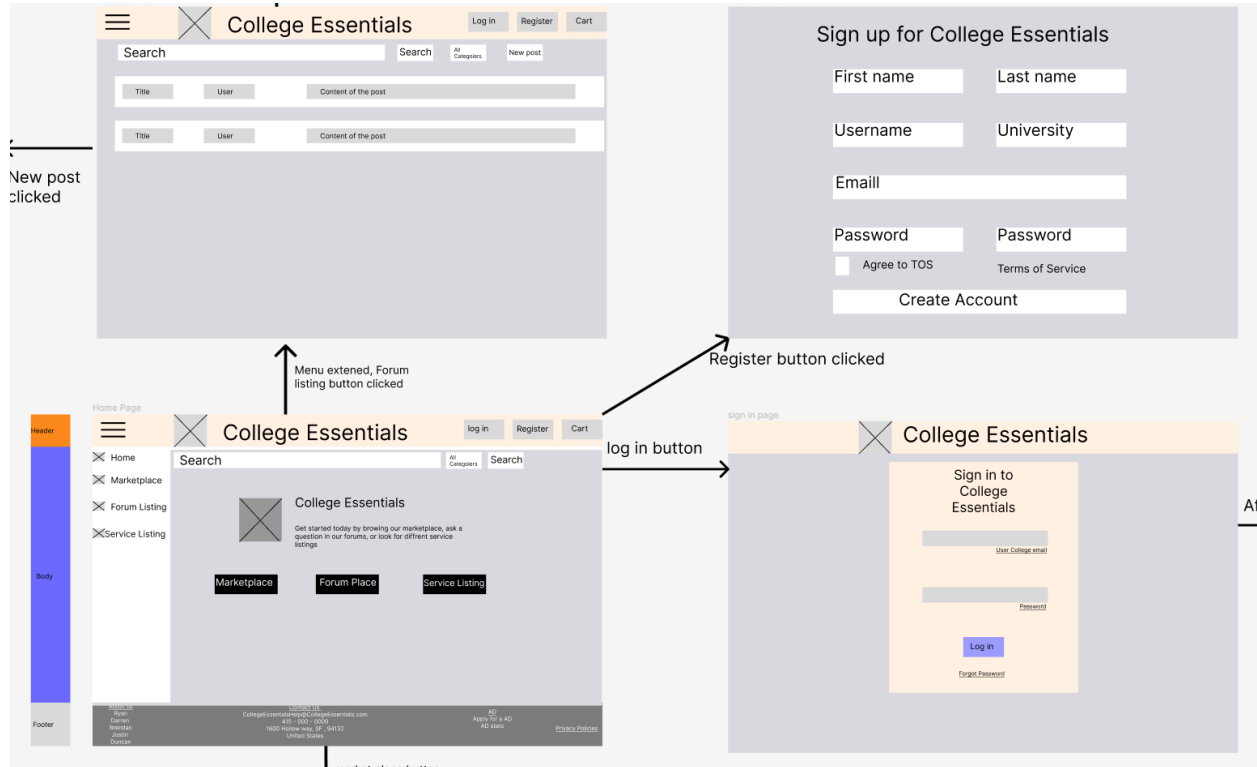 College Essentials
Log in
Register
Cart
Search
Search
All
Categoiers
New post
Title
User
Content of the post
Title
User
Content of the post
New post
clicked
Sign up for College Essentials
First name
Last name
Username
University
Emaill
Password
Password
Agree to TOS
Terms of Service
Create Account
Menu extened, Forum
listing button clicked
Register button clicked
Home Page
Header
Body
Footer
College Essentials
log in
Register
Cart
Home
Marketplace
Forum Listing
Service Listing
Search
All
Categoiers
Search
College Essentials
Get started today by browing our marketplace, ask a
question in our forums, or look for diffrent service
listings
Marketplace
Forum Place
Service Listing
About Us
Ryan
Darren
Brendan
Justin
Duncan
Contact Us
CollegeEssentialsHelp@CollegeEssentials.com
415 - 000 - 0000
1600 Hollow way, SF , 94132
United States
AD
Apply for a AD
AD stats
Privacy Policies
log in button
sign in page
College Essentials
Sign in to
College
Essentials
User College email
Password
Log in
Forgot Password